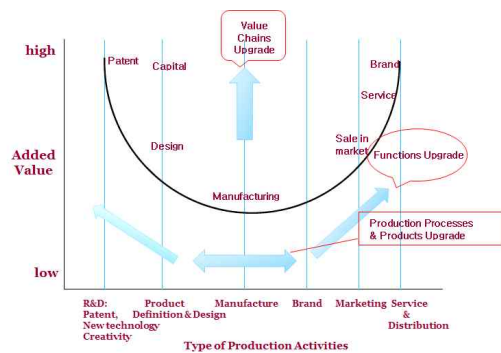 Value
Chains
Upgrade
high
Patent
Capital
Brand
Service
Design
Sale in
market
Added
Value
Functions Upgrade
Manufacturing
Production Processes
& Products Upgrade
low
R&D:
Patent,
New technology
Creativity
Product
Definition & Design
Manufacture
Brand
Marketing
Service
&
Distribution
Type of Production Activities